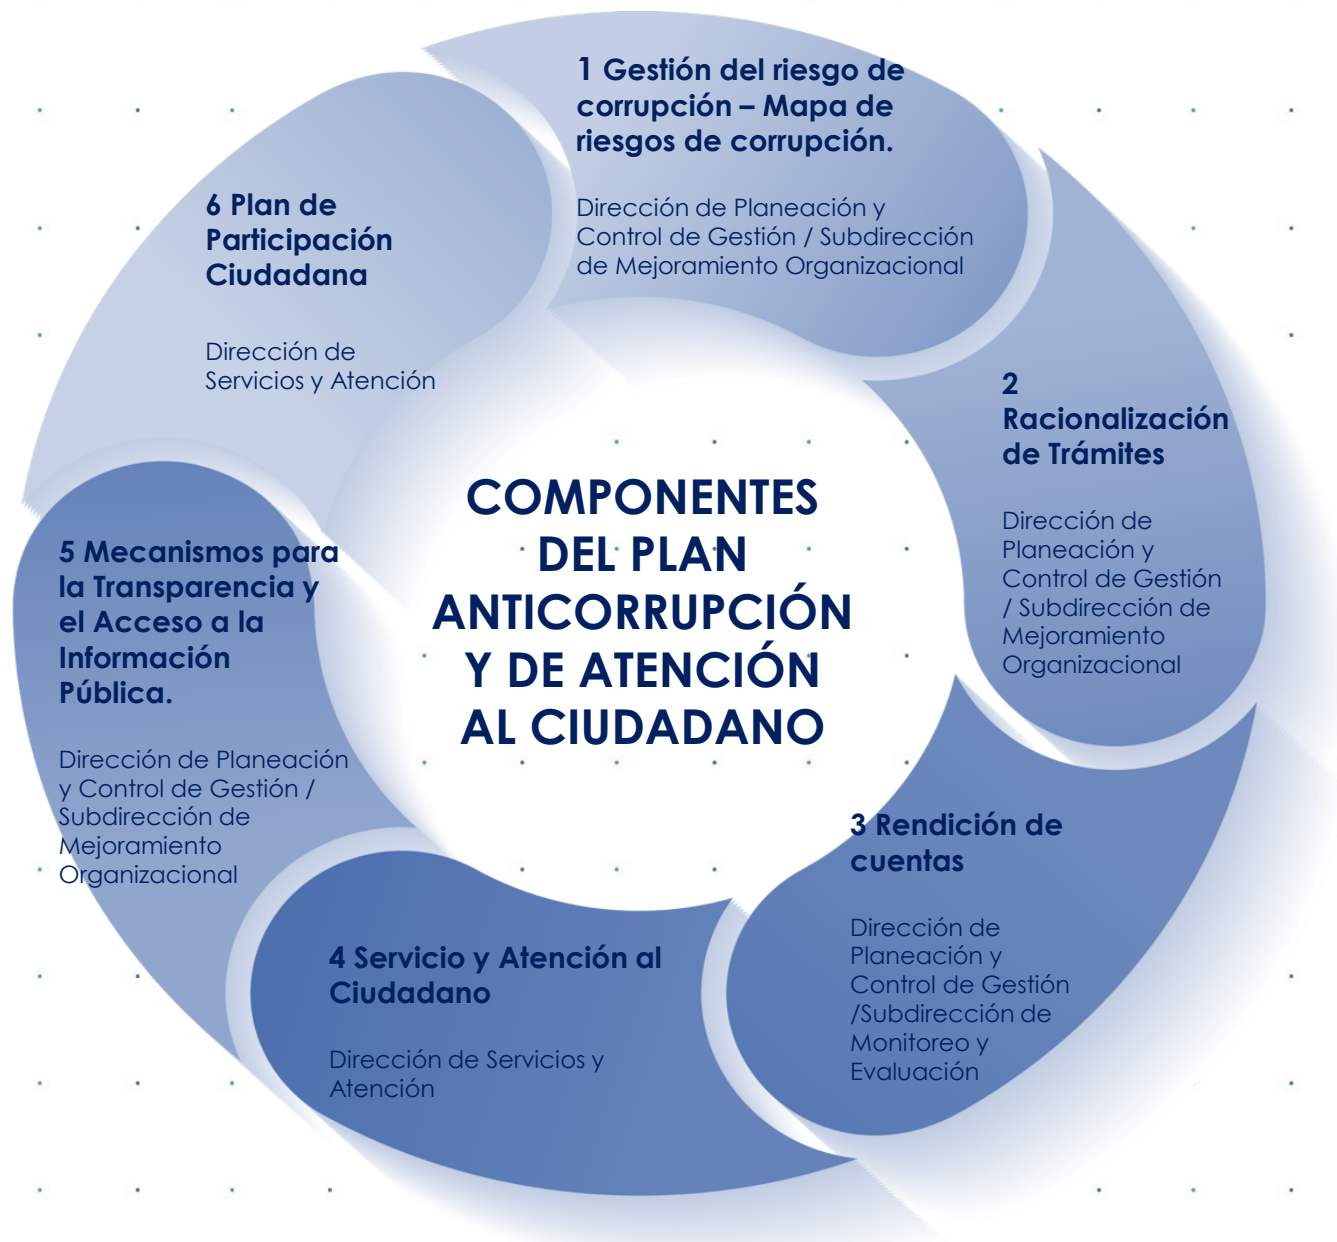 1 Gestión del riesgo de
corrupción – Mapa de
riesgos de corrupción.
Dirección de Planeación y
Control de Gestión / Subdirección
de Mejoramiento Organizacional
2
Racionalización
de Trámites
Dirección de
Planeación y
Control de Gestión
/ Subdirección de
Mejoramiento
Organizacional
3 Rendición de
cuentas
Dirección de
Planeación y
Control de Gestión
/Subdirección de
Monitoreo y
Evaluación
4 Servicio y Atención al
Ciudadano
Dirección de Servicios y
Atención
5 Mecanismos para
la Transparencia y
el Acceso a la
Información
Pública.
Dirección de Planeación
y Control de Gestión /
Subdirección de
Mejoramiento
Organizacional
6 Plan de
Participación
Ciudadana
Dirección de
Servicios y Atención
COMPONENTES
DEL PLAN
ANTICORRUPCIÓN
Y DE ATENCIÓN
AL CIUDADANO